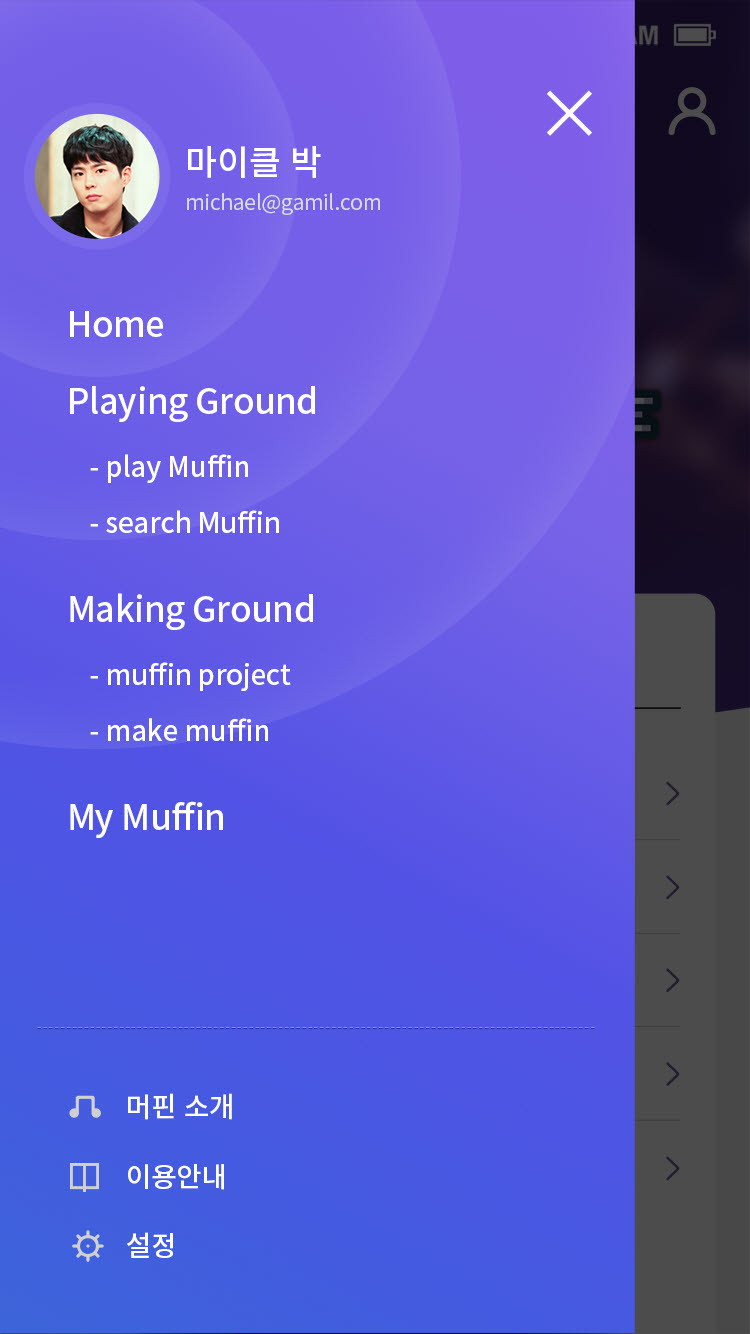 마이클 박
michael@gamil.com
Home
Playing Ground
- play Muffin
- search Muffin
Making Ground
- muffin project
- make muffin
My Muffin
머핀 소개
이용안내
설정